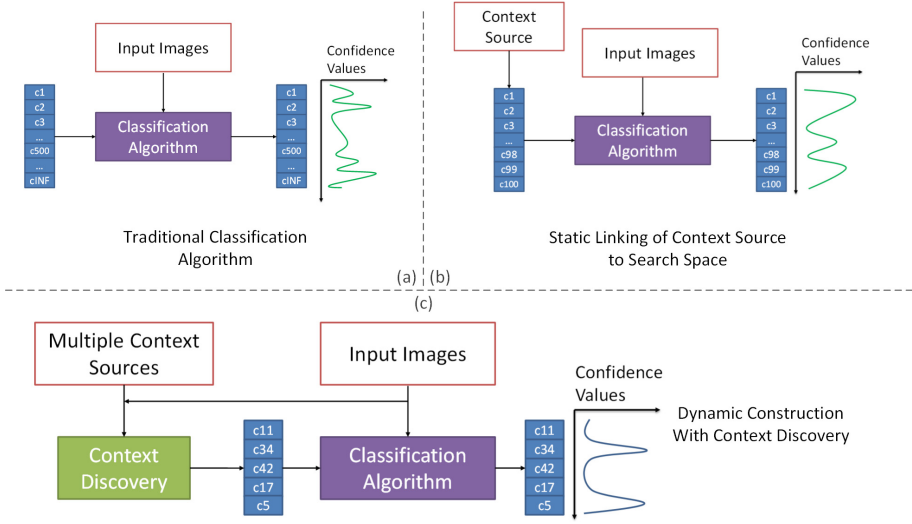 Input Images
Confidence
Values
c1
c2
c3
...
c500
...
cINF
Classification
Algorithm
c1
c2
c3
...
c500
...
cINF
Traditional Classification
Algorithm
(a)
Context
Source
Input Images
Confidence
Values
c1
c2
c3
...
c98
c99
c100
Classification
Algorithm
c1
c2
c3
...
c98
c99
c100
Static Linking of Context Source
to Search Space
(b)
(c)
Multiple Context
Sources
Input Images
Confidence
Values
Context
Discovery
c11
c34
c42
c17
c5
Classification
Algorithm
c11
c34
c42
c17
c5
Dynamic Construction
With Context Discovery